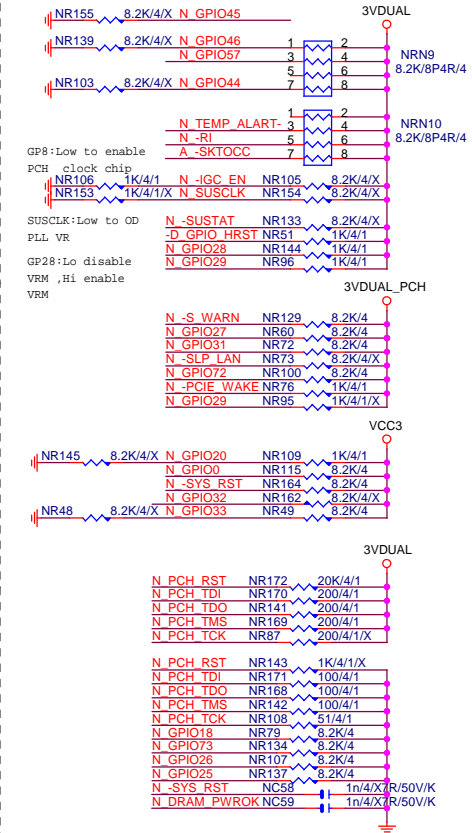 3VDUAL
NR155 8.2K/4/X N_GPIO45
NR139 8.2K/4/X N_GPIO46 1 2
N_GPIO57 3 4 NRN9
5 6 8.2K/8P4R/4
NR103 8.2K/4/X N_GPIO44 7 8
1 2
N_TEMP_ALART- 3 4 NRN10
N_-RI 5 6 8.2K/8P4R/4
A_-SKTOCC 7 8
GP8:Low to enable
PCH clock chip
NR106 1K/4/1 N_-IGC_EN NR105 8.2K/4/X
NR153 1K/4/1/X N_SUSCLK NR154 8.2K/4/X
SUSCLK:Low to OD
PLL VR
N_-SUSTAT NR133 8.2K/4/X
-D_GPIO_HRST NR51 1K/4/1
GP28:Lo disable
VRM ,Hi enable
VRM
N_GPIO28 NR144 1K/4/1
N_GPIO29 NR96 1K/4/1
3VDUAL_PCH
N_-S_WARN NR129 8.2K/4
N_GPIO27 NR60 8.2K/4
N_GPIO31 NR72 8.2K/4
N_-SLP_LAN NR73 8.2K/4/X
N_GPIO72 NR100 8.2K/4
N_-PCIE_WAKE NR76 1K/4/1
N_GPIO29 NR95 1K/4/1/X
VCC3
NR145 8.2K/4/X N_GPIO20 NR109 1K/4/1
N_GPIO0 NR115 8.2K/4
N_-SYS_RST NR164 8.2K/4
N_GPIO32 NR162 8.2K/4/X
NR48 8.2K/4/X N_GPIO33 NR49 8.2K/4
3VDUAL
N_PCH_RST NR172 20K/4/1
N_PCH_TDI NR170 200/4/1
N_PCH_TDO NR141 200/4/1
N_PCH_TMS NR169 200/4/1
N_PCH_TCK NR87 200/4/1/X
N_PCH_RST NR143 1K/4/1/X
N_PCH_TDI NR171 100/4/1
N_PCH_TDO NR168 100/4/1
N_PCH_TMS NR142 100/4/1
N_PCH_TCK NR108 51/4/1
N_GPIO18 NR79 8.2K/4
N_GPIO73 NR134 8.2K/4
N_GPIO26 NR107 8.2K/4
N_GPIO25 NR137 8.2K/4
N_-SYS_RST NC58 1n/4/X7R/50V/K
N_DRAM_PWROK NC59 1n/4/X7R/50V/K